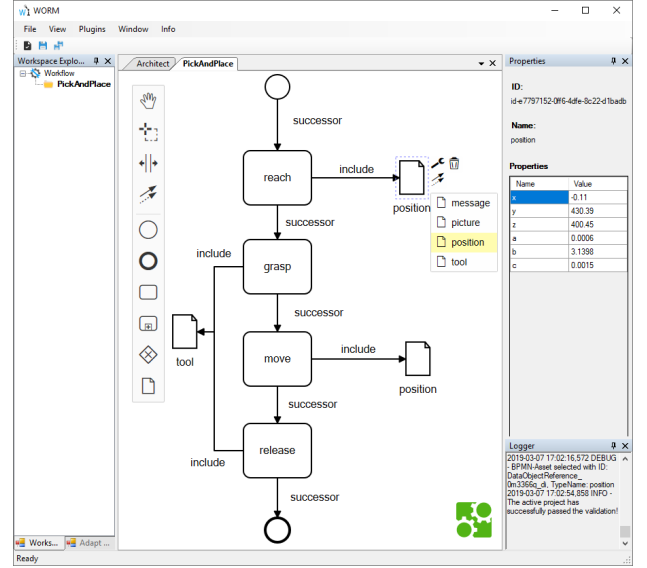 WORM
File View Plugins Window Info
Workspace Explo...
Workflow
PickAndPlace
Architect PickAndPlace
successor
reach
include
position
message
picture
position
tool
successor
include
grasp
successor
tool
move
include
position
successor
release
include
successor
Properties
ID:
id-e7797152-0ff6-4dfe-8c22-d1badb
Name:
position
Properties
Name Value
x -0.11
y 430.39
z 400.45
a 0.0006
b 3.1398
c 0.0015
Logger
2019-03-07 17:02:16,572 DEBUG
- BPMN-Asset selected with ID:
DataObjectReference_
0m3366q_di, TypeName: position
2019-03-07 17:02:54,858 INFO -
The active project has
successfully passed the validation!
Works... Adapt ...
Ready